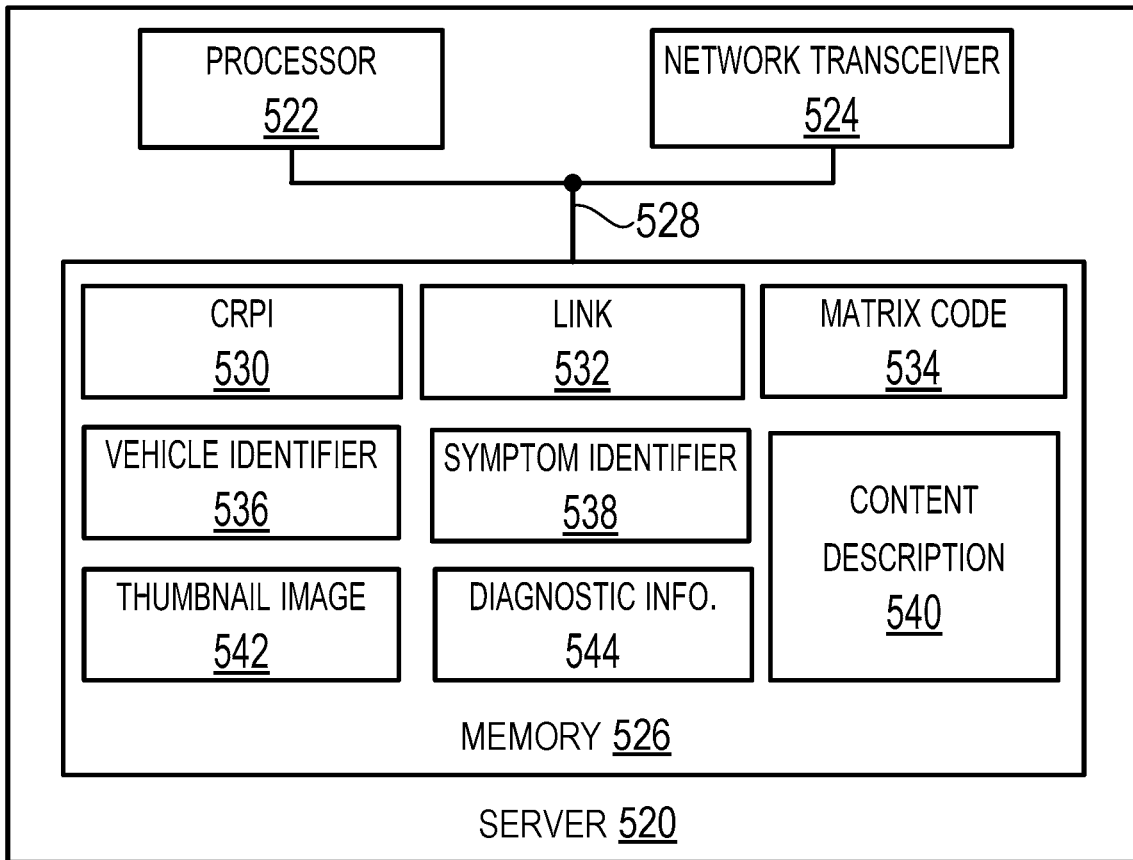 PROCESSOR
522
NETWORK TRANSCEIVER
524
528
CRPI
530
LINK
532
MATRIX CODE
534
VEHICLE IDENTIFIER
536
SYMPTOM IDENTIFIER
538
CONTENT
DESCRIPTION
540
THUMBNAIL IMAGE
542
DIAGNOSTIC INFO.
544
MEMORY 526
SERVER 520